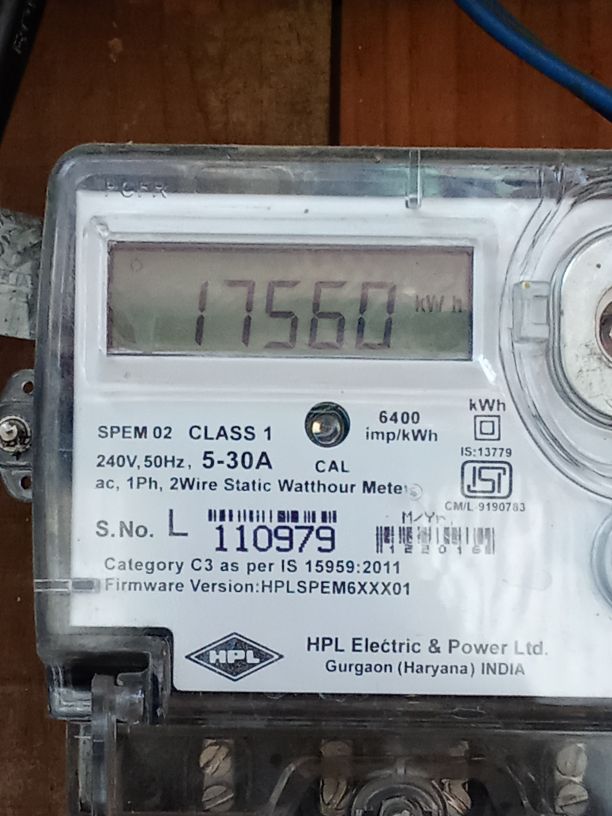 17560 kWh
SPEM 02 CLASS 1
6400 imp/kWh
kWh
240V, 50Hz, 5-30A
CAL
IS:13779
ac, 1Ph, 2Wire Static Watthour Meter
ISI
CM/L-9190783
S.No. L 110979
M/Yr.
122016
Category C3 as per IS 15959:2011
Firmware Version:HPLSPEM6XXX01
HPL
HPL Electric & Power Ltd.
Gurgaon (Haryana) INDIA